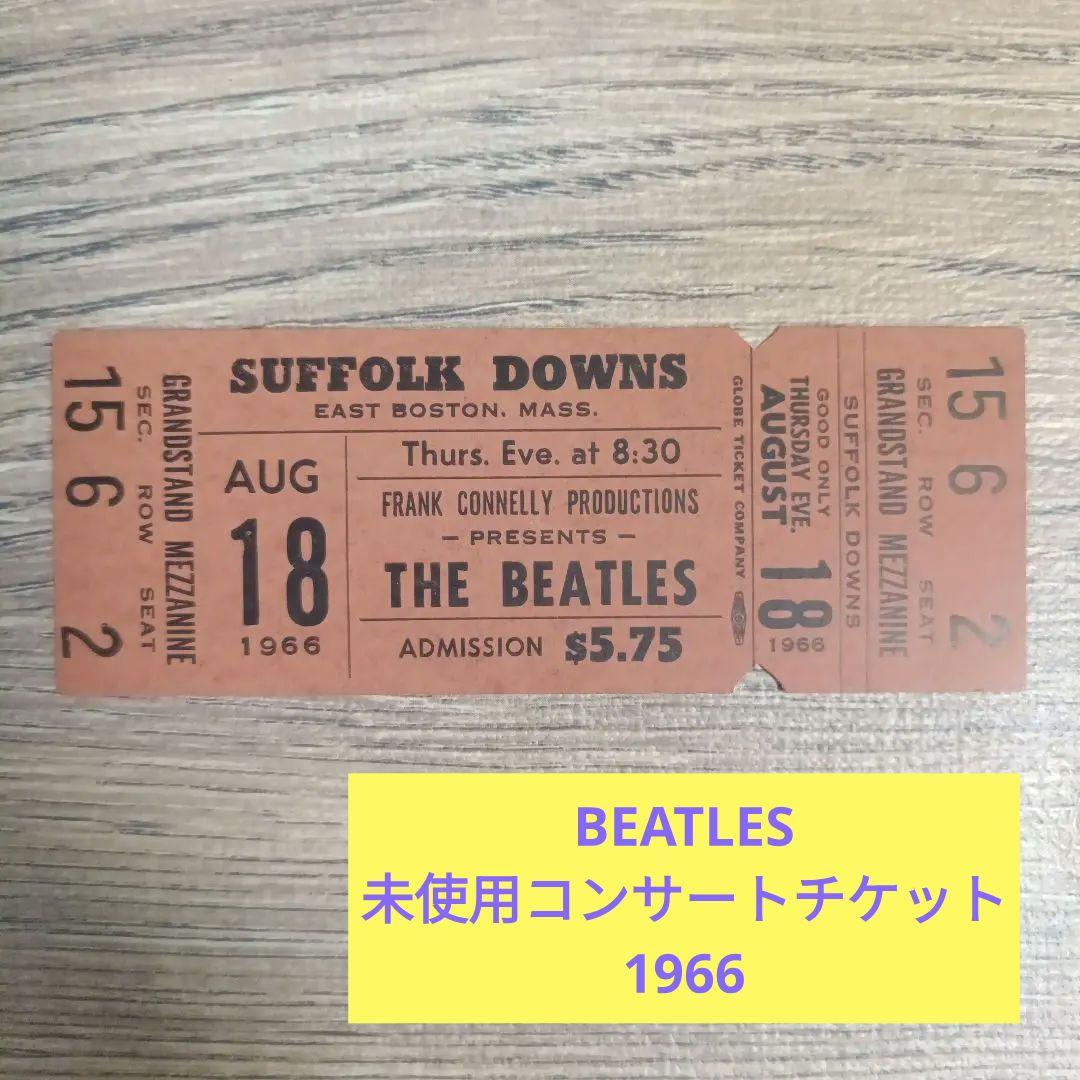 15 6 2
SEC. ROW SEAT
GRANDSTAND MEZZANINE
SUFFOLK DOWNS
EAST BOSTON. MASS.
AUG
18
1966
Thurs. Eve. at 8:30
FRANK CONNELLY PRODUCTIONS
– PRESENTS –
THE BEATLES
ADMISSION $5.75
GLOBE TICKET COMPANY
AUGUST
18
1966
THURSDAY EVE.
GOOD ONLY
SUFFOLK DOWNS
GRANDSTAND MEZZANINE
SEC. ROW SEAT
15 6 2
BEATLES
未使用コンサートチケット
1966